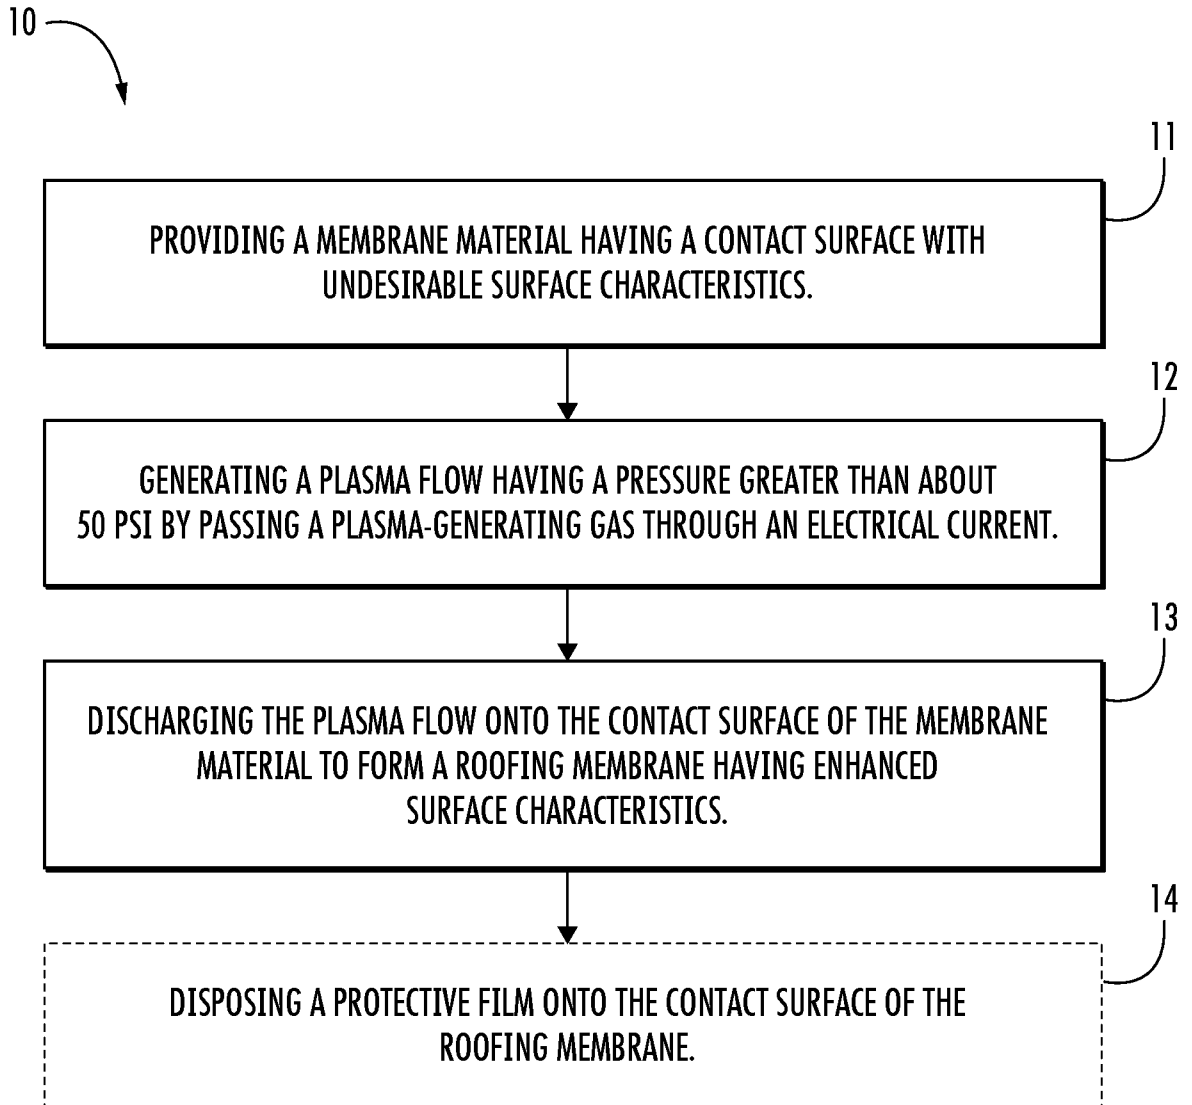 10
11
PROVIDING A MEMBRANE MATERIAL HAVING A CONTACT SURFACE WITH
UNDESIRABLE SURFACE CHARACTERISTICS.
12
GENERATING A PLASMA FLOW HAVING A PRESSURE GREATER THAN ABOUT
50 PSI BY PASSING A PLASMA-GENERATING GAS THROUGH AN ELECTRICAL CURRENT.
13
DISCHARGING THE PLASMA FLOW ONTO THE CONTACT SURFACE OF THE MEMBRANE
MATERIAL TO FORM A ROOFING MEMBRANE HAVING ENHANCED
SURFACE CHARACTERISTICS.
14
DISPOSING A PROTECTIVE FILM ONTO THE CONTACT SURFACE OF THE
ROOFING MEMBRANE.